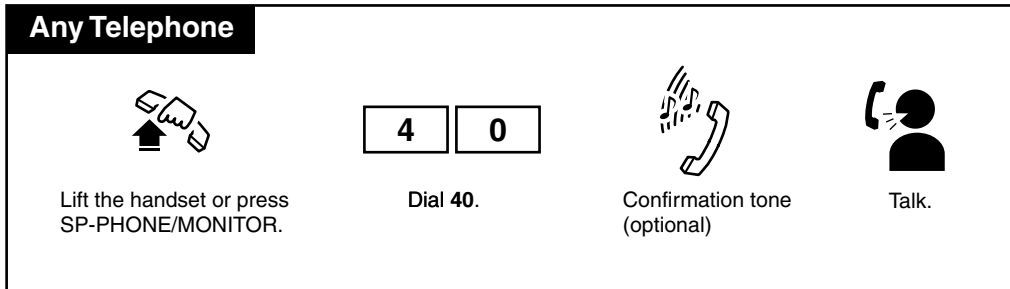 Any Telephone
4 0
Lift the handset or press
SP-PHONE/MONITOR.
Dial 40.
Confirmation tone
(optional)
Talk.